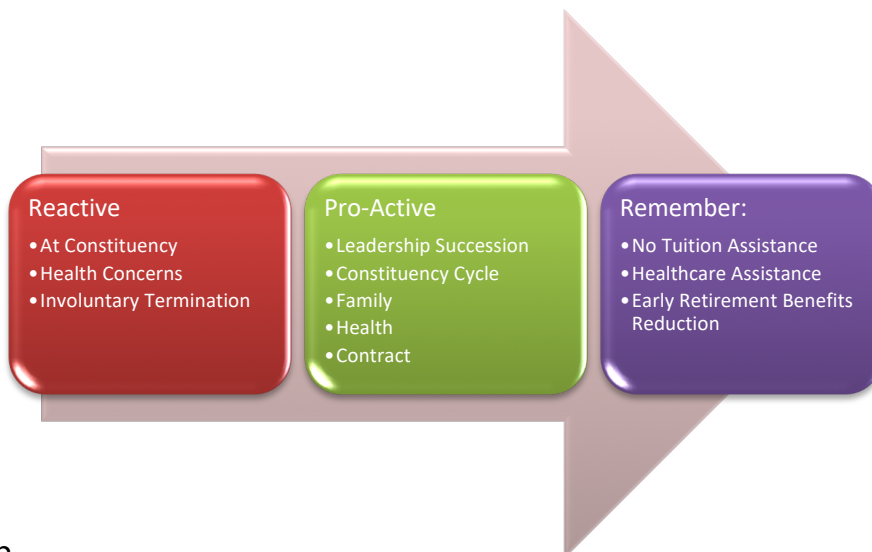 Reactive
•At Constituency
•Health Concerns
•Involuntary Termination
Pro-Active
•Leadership Succession
•Constituency Cycle
•Family
•Health
•Contract
Remember:
•No Tuition Assistance
•Healthcare Assistance
•Early Retirement Benefits
Reduction